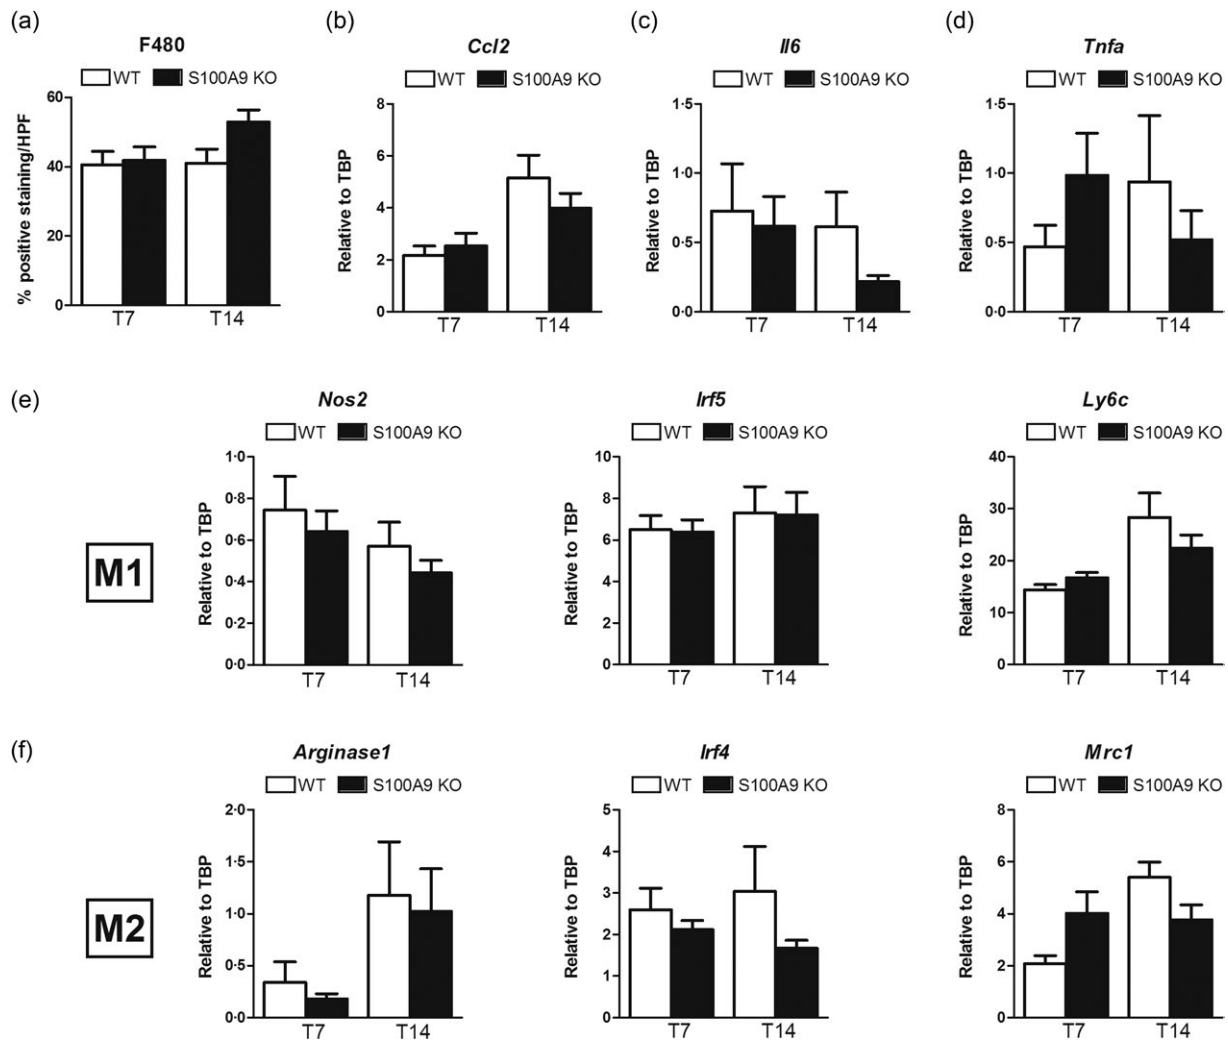 (a)
F480
WT S100A9 KO
% positive staining/HPF
60
40
20
0
T7 T14
(b)
Ccl2
WT S100A9 KO
Relative to TBP
8
6
4
2
0
T7 T14
(c)
Il6
WT S100A9 KO
Relative to TBP
1·5
1·0
0·5
0·0
T7 T14
(d)
Tnfa
WT S100A9 KO
Relative to TBP
1·5
1·0
0·5
0·0
T7 T14
(e)
M1
Nos2
WT S100A9 KO
Relative to TBP
1·0
0·8
0·6
0·4
0·2
0·0
T7 T14
Irf5
WT S100A9 KO
Relative to TBP
10
8
6
4
2
0
T7 T14
Ly6c
WT S100A9 KO
Relative to TBP
40
30
20
10
0
T7 T14
(f)
M2
Arginase1
WT S100A9 KO
Relative to TBP
2·0
1·5
1·0
0·5
0·0
T7 T14
Irf4
WT S100A9 KO
Relative to TBP
5
4
3
2
1
0
T7 T14
Mrc1
WT S100A9 KO
Relative to TBP
8
6
4
2
0
T7 T14